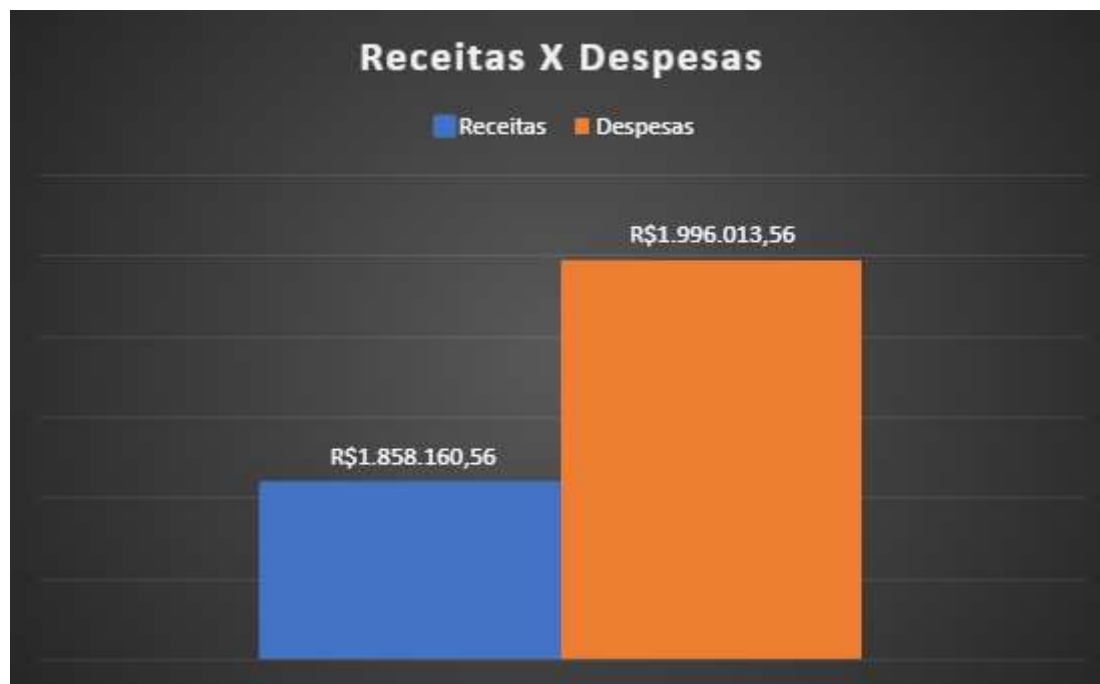 Receitas X Despesas
Receitas Despesas
R$1.996.013,56
R$1.858.160,56